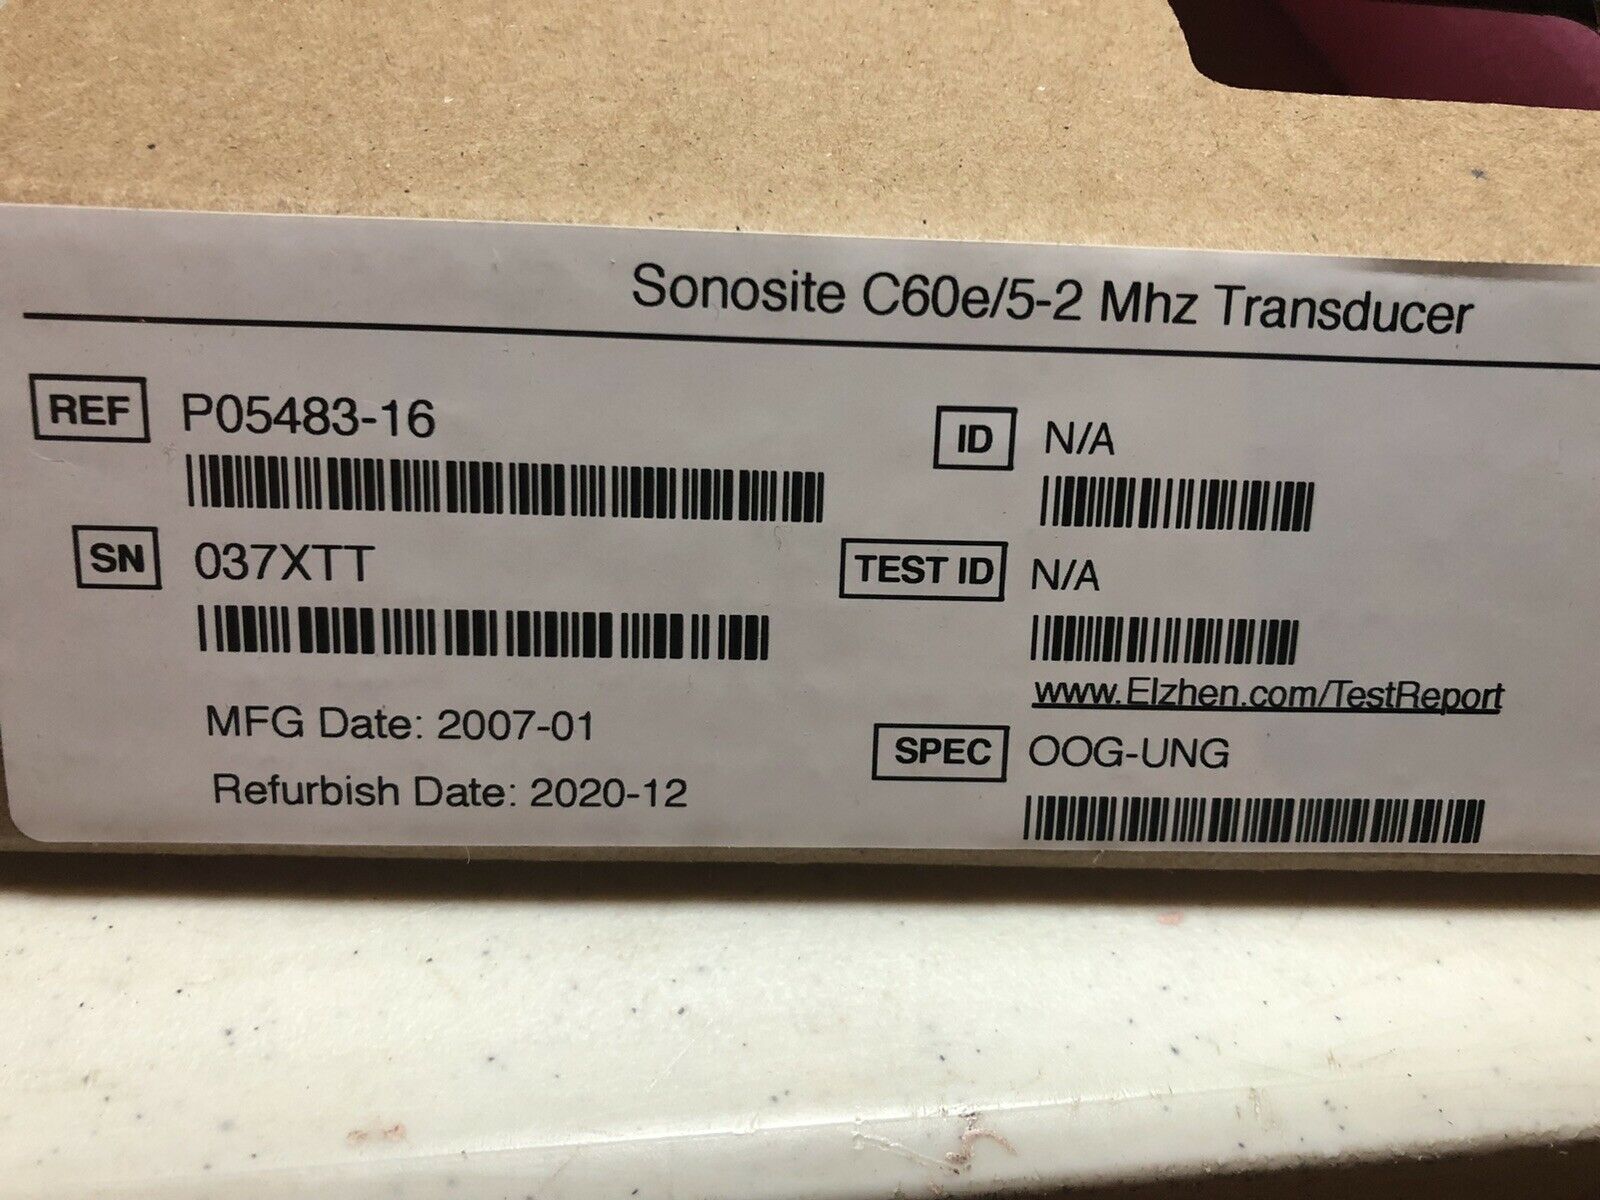 Sonosite C60e/5-2 Mhz Transducer
REF P05483-16
ID N/A
SN 037XTT
TEST ID N/A
www.Elzhen.com/TestReport
MFG Date: 2007-01
SPEC OOG-UNG
Refurbish Date: 2020-12